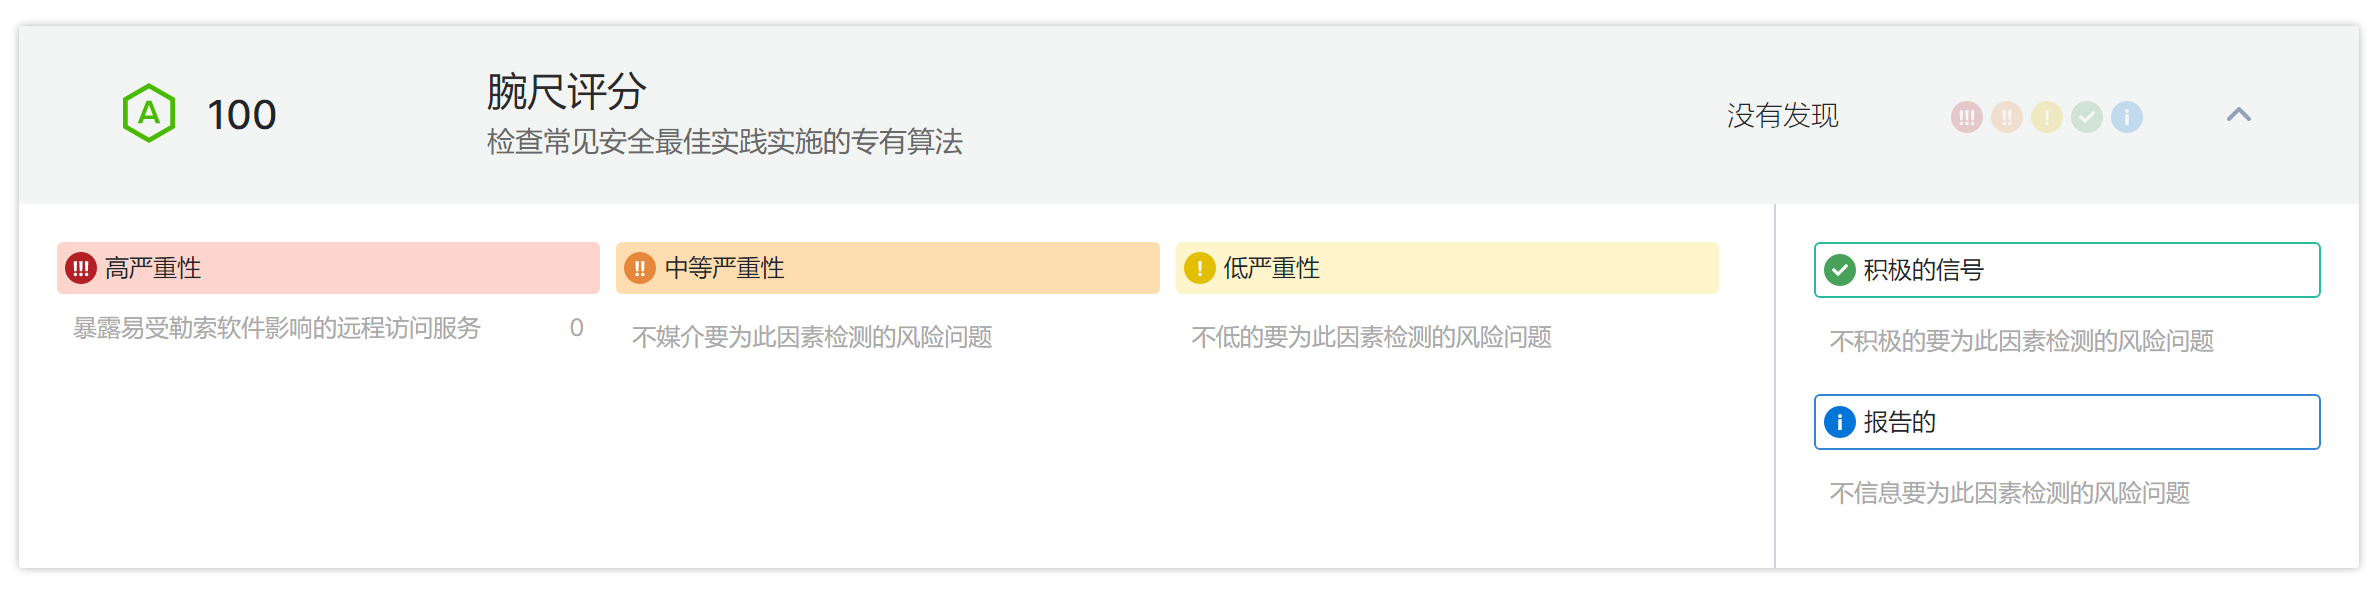 A 100
腕尺评分
检查常见安全最佳实践实施的专有算法
没有发现
高严重性
暴露易受勒索软件影响的远程访问服务 0
中等严重性
不媒介要为此因素检测的风险问题
低严重性
不低的要为此因素检测的风险问题
积极的信号
不积极的要为此因素检测的风险问题
报告的
不信息要为此因素检测的风险问题